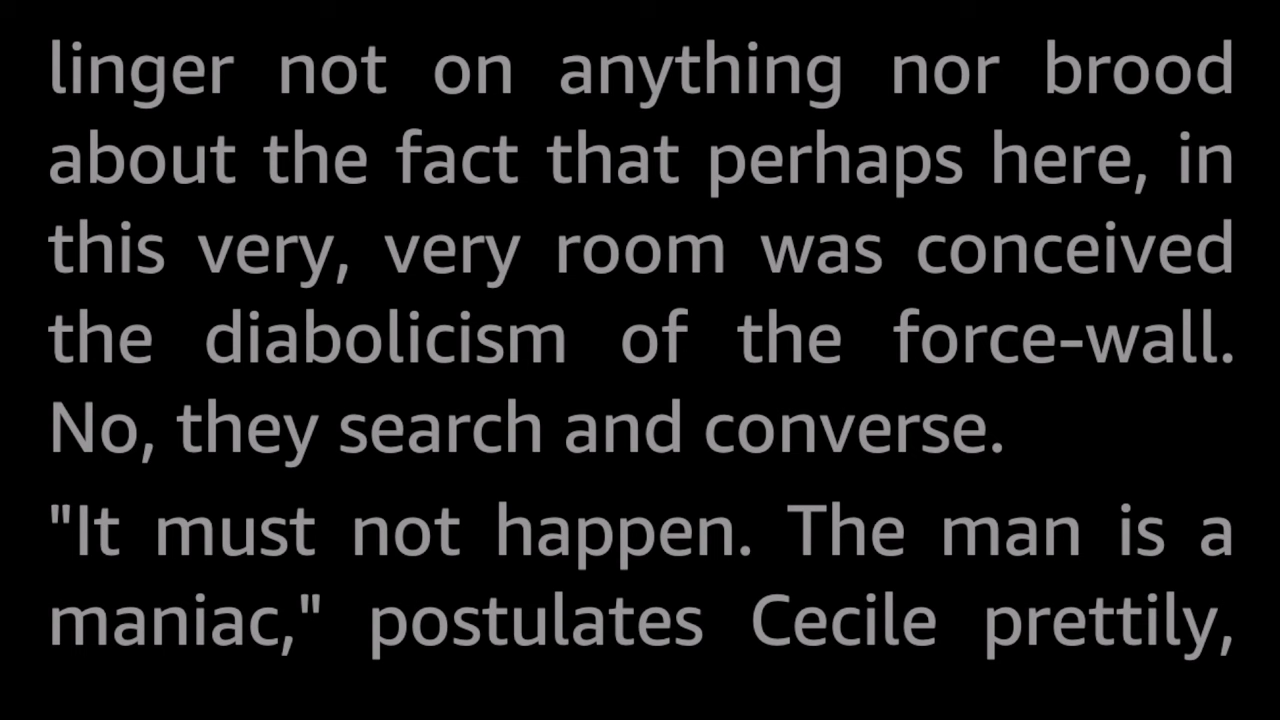 linger not on anything nor brood
about the fact that perhaps here, in
this very, very room was conceived
the diabolicism of the force-wall.
No, they search and converse.
"It must not happen. The man is a
maniac," postulates Cecile prettily,